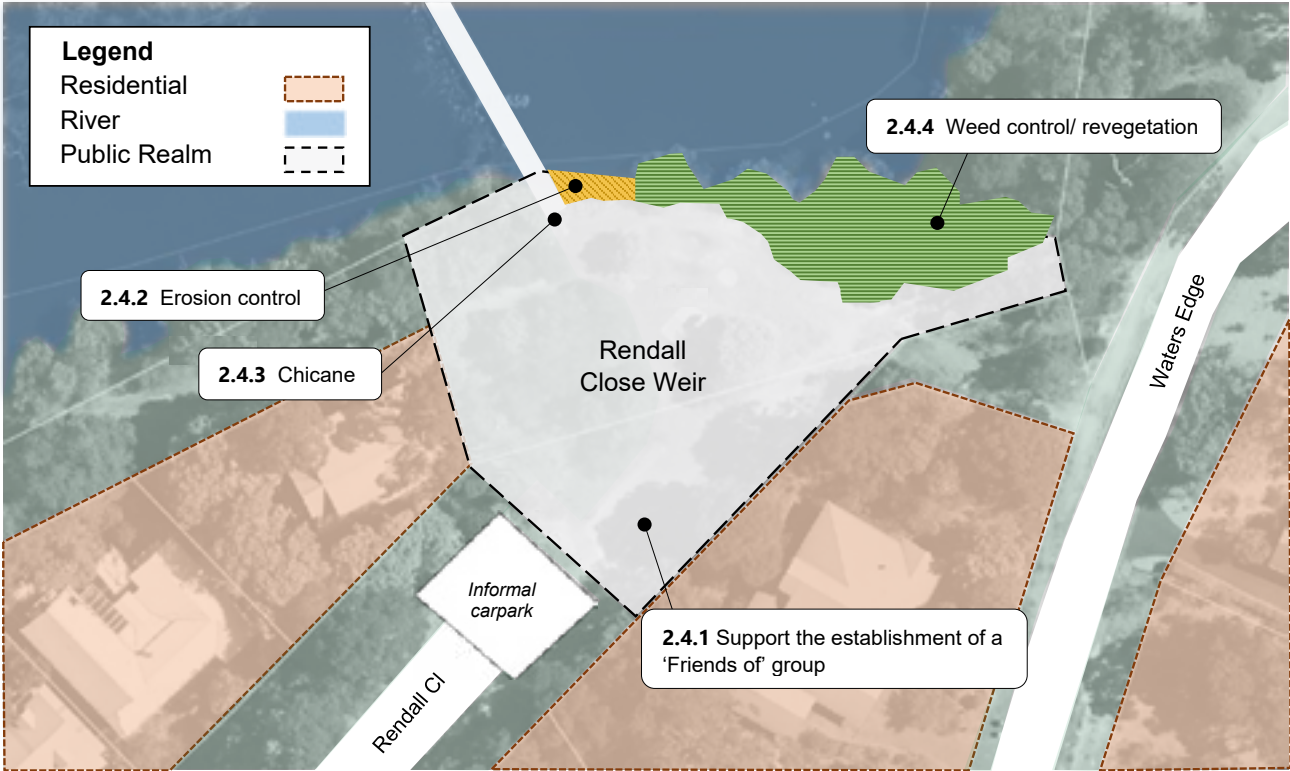 Legend
Residential
River
Public Realm
2.4.4 Weed control/ revegetation
2.4.2 Erosion control
2.4.3 Chicane
Rendall
Close Weir
Waters Edge
Informal
carpark
2.4.1 Support the establishment of a
‘Friends of’ group
Rendall Cl